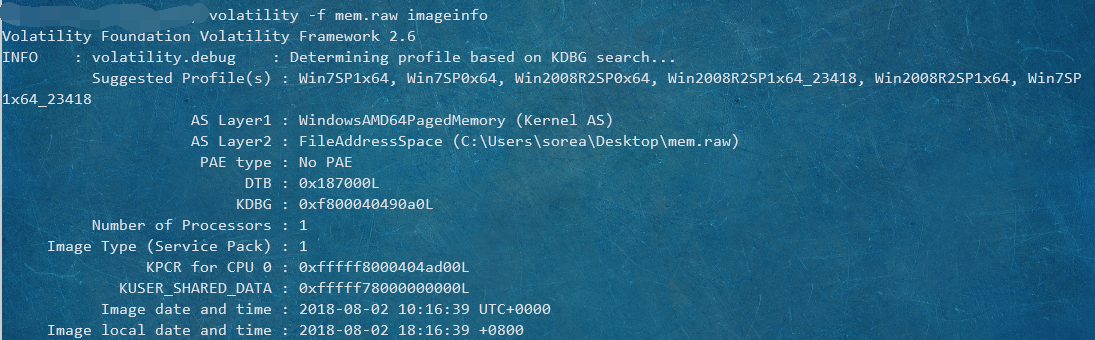 volatility -f mem.raw imageinfo
Volatility Foundation Volatility Framework 2.6
INFO    : volatility.debug    : Determining profile based on KDBG search...
Suggested Profile(s) : Win7SP1x64, Win7SP0x64, Win2008R2SP0x64, Win2008R2SP1x64_23418, Win2008R2SP1x64, Win7SP
1x64_23418
AS Layer1 : WindowsAMD64PagedMemory (Kernel AS)
AS Layer2 : FileAddressSpace (C:\Users\sorea\Desktop\mem.raw)
PAE type : No PAE
DTB : 0x187000L
KDBG : 0xf800040490a0L
Number of Processors : 1
Image Type (Service Pack) : 1
KPCR for CPU 0 : 0xfffff8000404ad00L
KUSER_SHARED_DATA : 0xfffff78000000000L
Image date and time : 2018-08-02 10:16:39 UTC+0000
Image local date and time : 2018-08-02 18:16:39 +0800